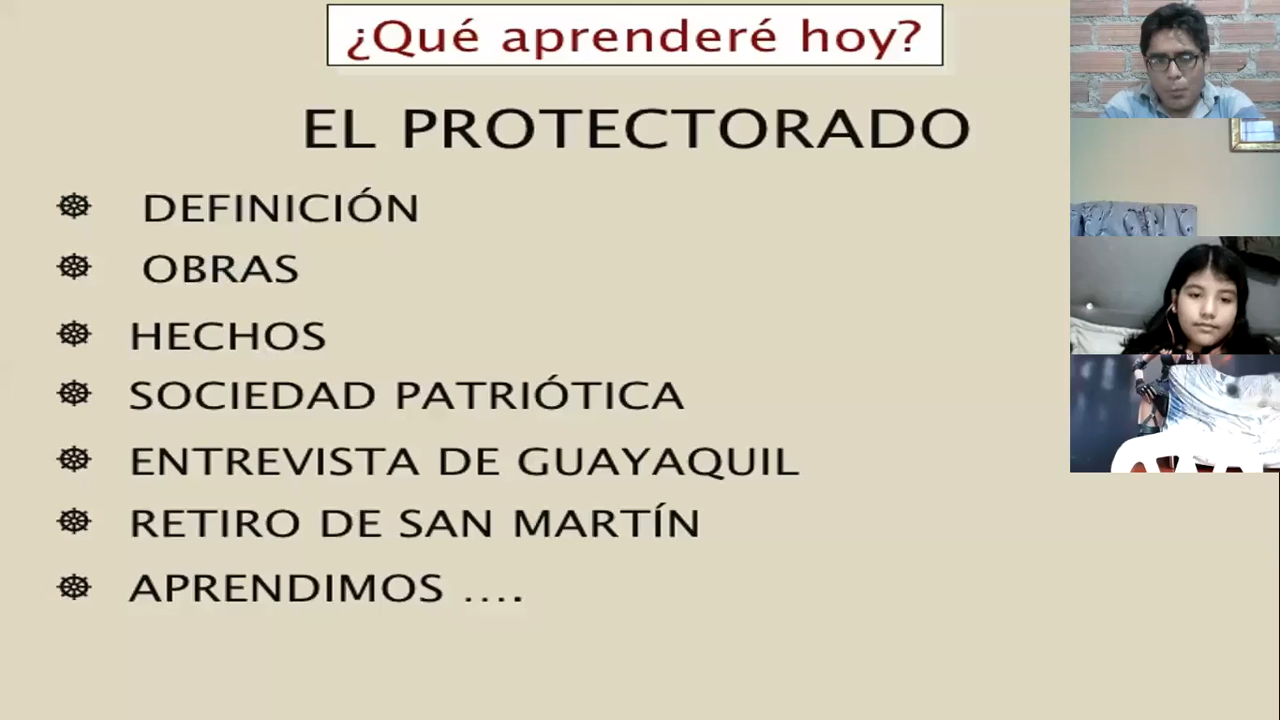 ¿Qué aprenderé hoy?
EL PROTECTORADO
DEFINICIÓN
OBRAS
HECHOS
SOCIEDAD PATRIÓTICA
ENTREVISTA DE GUAYAQUIL
RETIRO DE SAN MARTÍN
APRENDIMOS ....